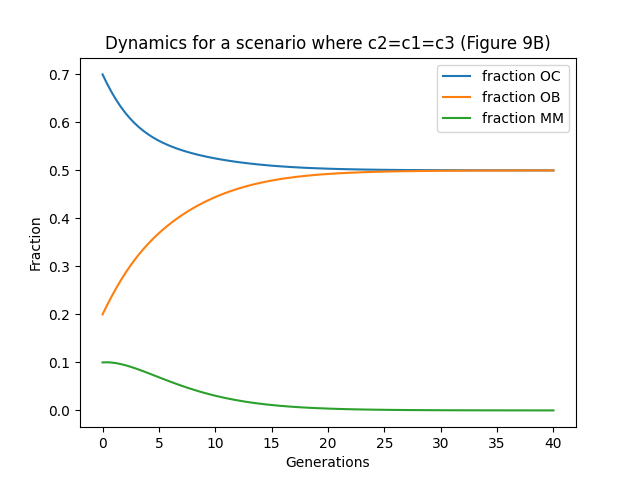 Dynamics for a scenario where c2=c1=c3 (Figure 9B)
fraction OC
fraction OB
fraction MM
Fraction
0.7
0.6
0.5
0.4
0.3
0.2
0.1
0.0
0 5 10 15 20 25 30 35 40
Generations